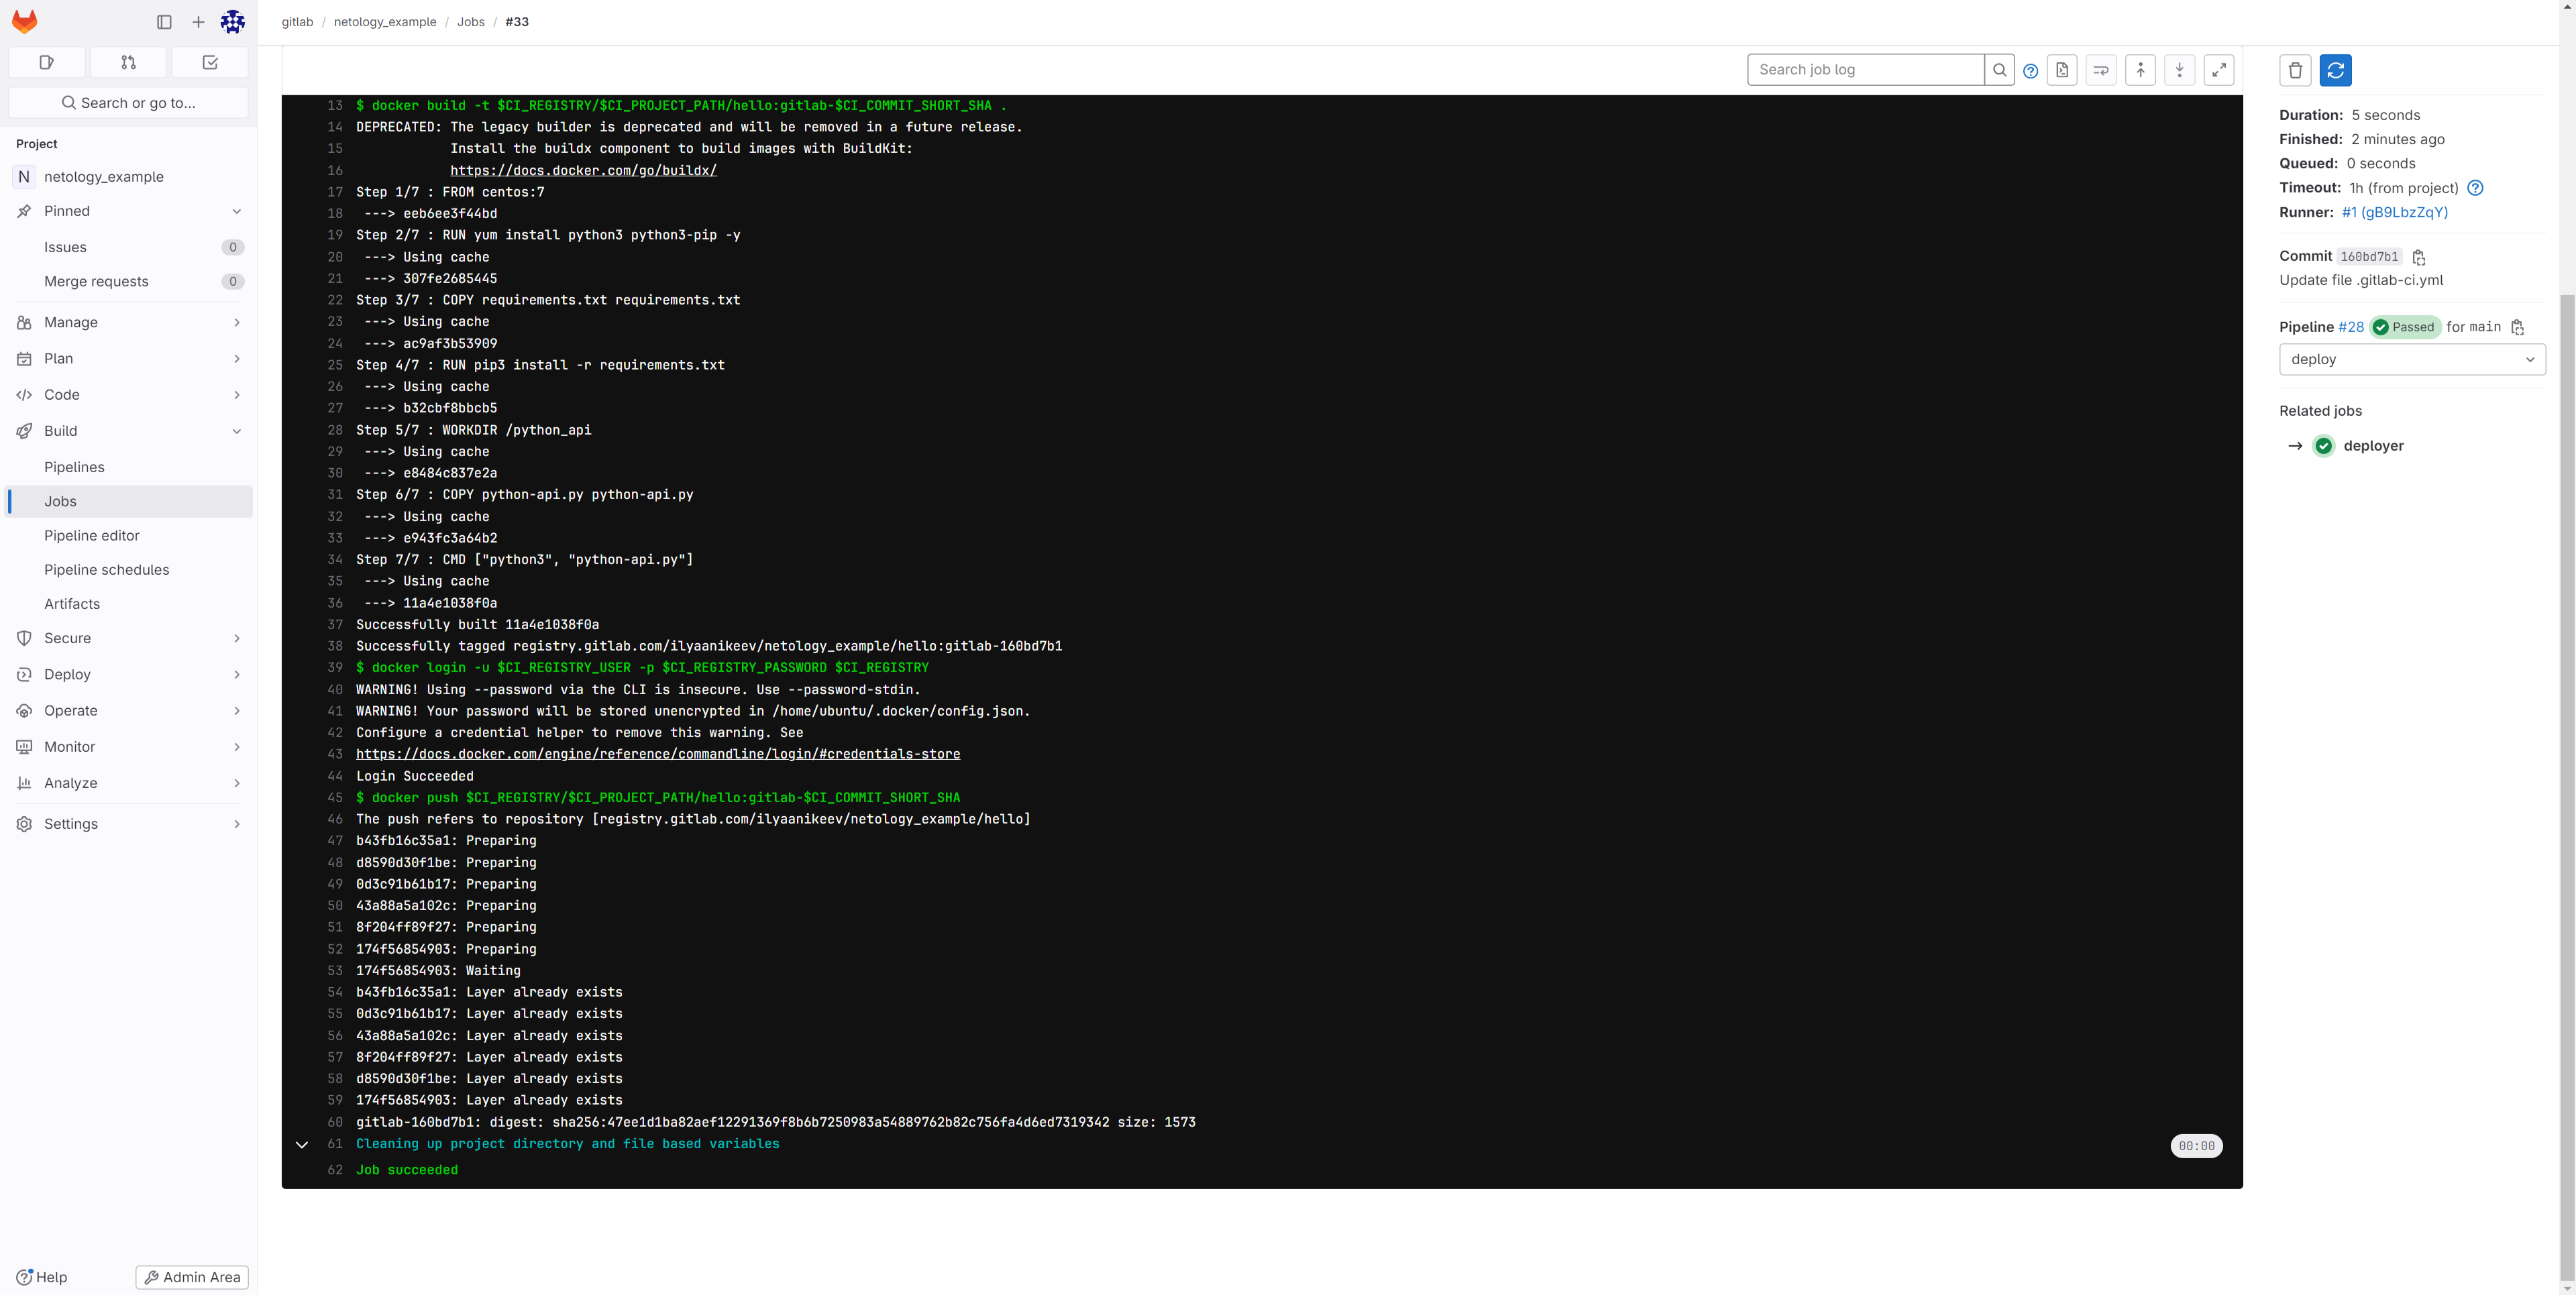 gitlab / netology_example / Jobs / #33
Search or go to...
Project
N netology_example
Pinned
Issues 0
Merge requests 0
Manage
Plan
Code
Build
Pipelines
Jobs
Pipeline editor
Pipeline schedules
Artifacts
Secure
Deploy
Operate
Monitor
Analyze
Settings
Help
Admin Area
Search job log
13 $ docker build -t $CI_REGISTRY/$CI_PROJECT_PATH/hello:gitlab-$CI_COMMIT_SHORT_SHA .
14 DEPRECATED: The legacy builder is deprecated and will be removed in a future release.
15 Install the buildx component to build images with BuildKit:
16 https://docs.docker.com/go/buildx/
17 Step 1/7 : FROM centos:7
18 ---> eeb6ee3f44bd
19 Step 2/7 : RUN yum install python3 python3-pip -y
20 ---> Using cache
21 ---> 307fe2685445
22 Step 3/7 : COPY requirements.txt requirements.txt
23 ---> Using cache
24 ---> ac9af3b53909
25 Step 4/7 : RUN pip3 install -r requirements.txt
26 ---> Using cache
27 ---> b32cbf8bbcb5
28 Step 5/7 : WORKDIR /python_api
29 ---> Using cache
30 ---> e8484c837e2a
31 Step 6/7 : COPY python-api.py python-api.py
32 ---> Using cache
33 ---> e943fc3a64b2
34 Step 7/7 : CMD ["python3", "python-api.py"]
35 ---> Using cache
36 ---> 11a4e1038f0a
37 Successfully built 11a4e1038f0a
38 Successfully tagged registry.gitlab.com/ilyaanikeev/netology_example/hello:gitlab-160bd7b1
39 $ docker login -u $CI_REGISTRY_USER -p $CI_REGISTRY_PASSWORD $CI_REGISTRY
40 WARNING! Using --password via the CLI is insecure. Use --password-stdin.
41 WARNING! Your password will be stored unencrypted in /home/ubuntu/.docker/config.json.
42 Configure a credential helper to remove this warning. See
43 https://docs.docker.com/engine/reference/commandline/login/#credentials-store
44 Login Succeeded
45 $ docker push $CI_REGISTRY/$CI_PROJECT_PATH/hello:gitlab-$CI_COMMIT_SHORT_SHA
46 The push refers to repository [registry.gitlab.com/ilyaanikeev/netology_example/hello]
47 b43fb16c35a1: Preparing
48 d8590d30f1be: Preparing
49 0d3c91b61b17: Preparing
50 43a88a5a102c: Preparing
51 8f204ff89f27: Preparing
52 174f56854903: Preparing
53 174f56854903: Waiting
54 b43fb16c35a1: Layer already exists
55 0d3c91b61b17: Layer already exists
56 43a88a5a102c: Layer already exists
57 8f204ff89f27: Layer already exists
58 d8590d30f1be: Layer already exists
59 174f56854903: Layer already exists
60 gitlab-160bd7b1: digest: sha256:47ee1d1ba82aef12291369f8b6b7250983a54889762b82c756fa4d6ed7319342 size: 1573
61 Cleaning up project directory and file based variables 00:00
62 Job succeeded
Duration: 5 seconds
Finished: 2 minutes ago
Queued: 0 seconds
Timeout: 1h (from project)
Runner: #1 (gB9LbzZqY)
Commit 160bd7b1
Update file .gitlab-ci.yml
Pipeline #28 Passed for main
deploy
Related jobs
→ deployer